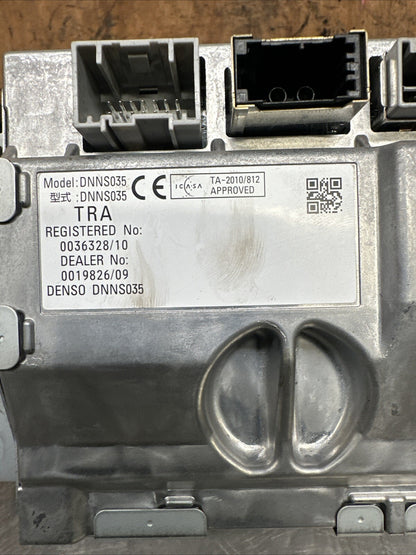 Model:DNNS035
型式:DNNS035
CE
ICASA
TA-2010/812
APPROVED
TRA
REGISTERED No:
0036328/10
DEALER No:
0019826/09
DENSO DNNS035